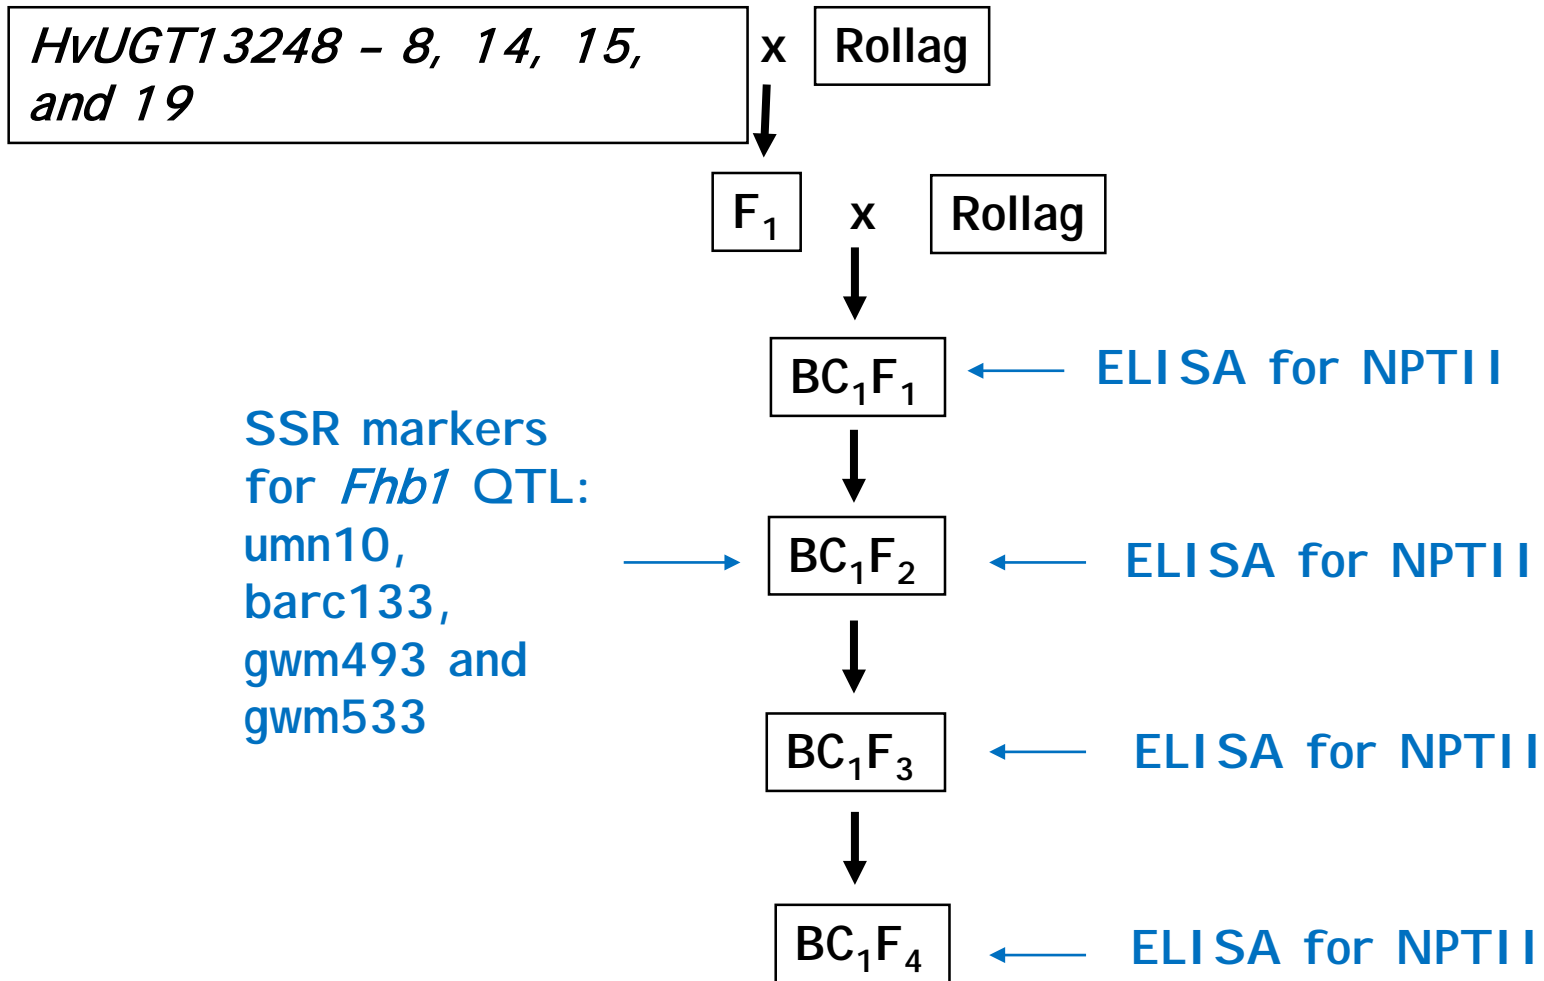 HvUGT13248 – 8, 14, 15,
and 19
x
Rollag
F₁
x
Rollag
BC₁F₁
ELISA for NPTII
SSR markers
for Fhb1 QTL:
umn10,
barc133,
gwm493 and
gwm533
BC₁F₂
ELISA for NPTII
BC₁F₃
ELISA for NPTII
BC₁F₄
ELISA for NPTII